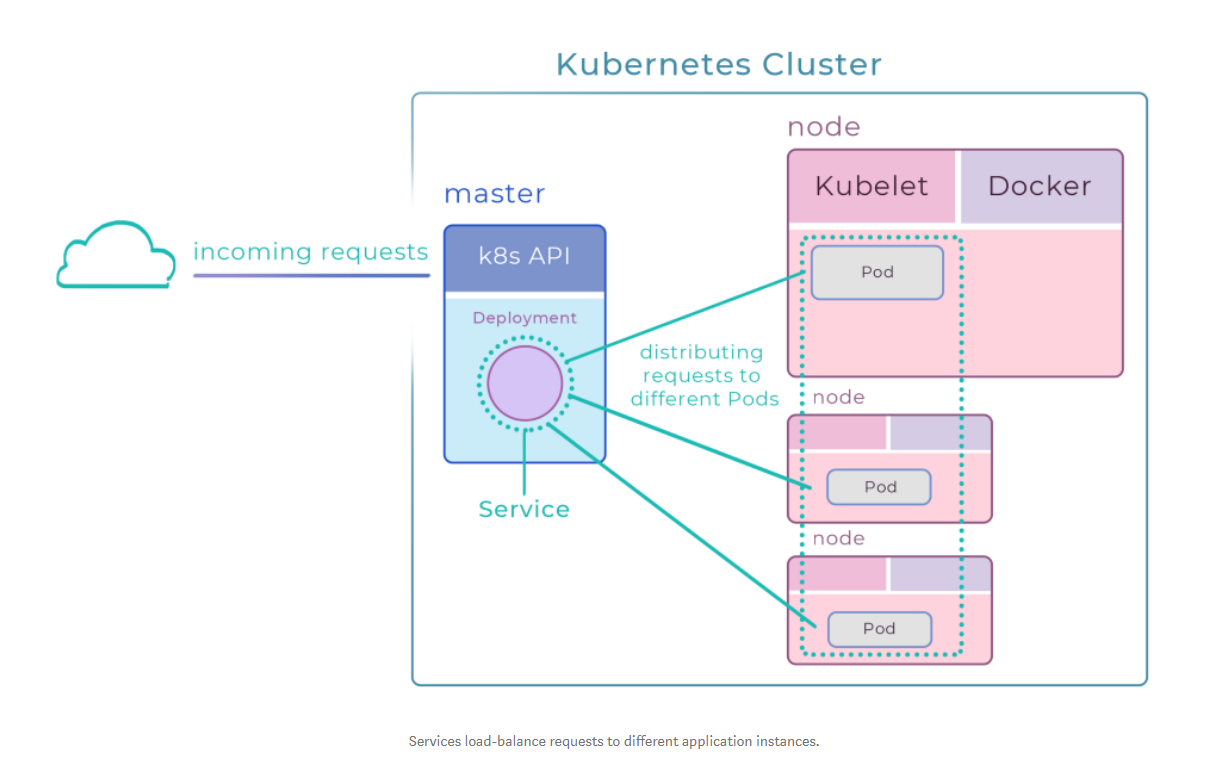 Kubernetes Cluster
node
Kubelet
Docker
master
incoming requests
k8s API
Pod
Deployment
distributing
requests to
different Pods
node
Pod
Service
node
Pod
Services load-balance requests to different application instances.